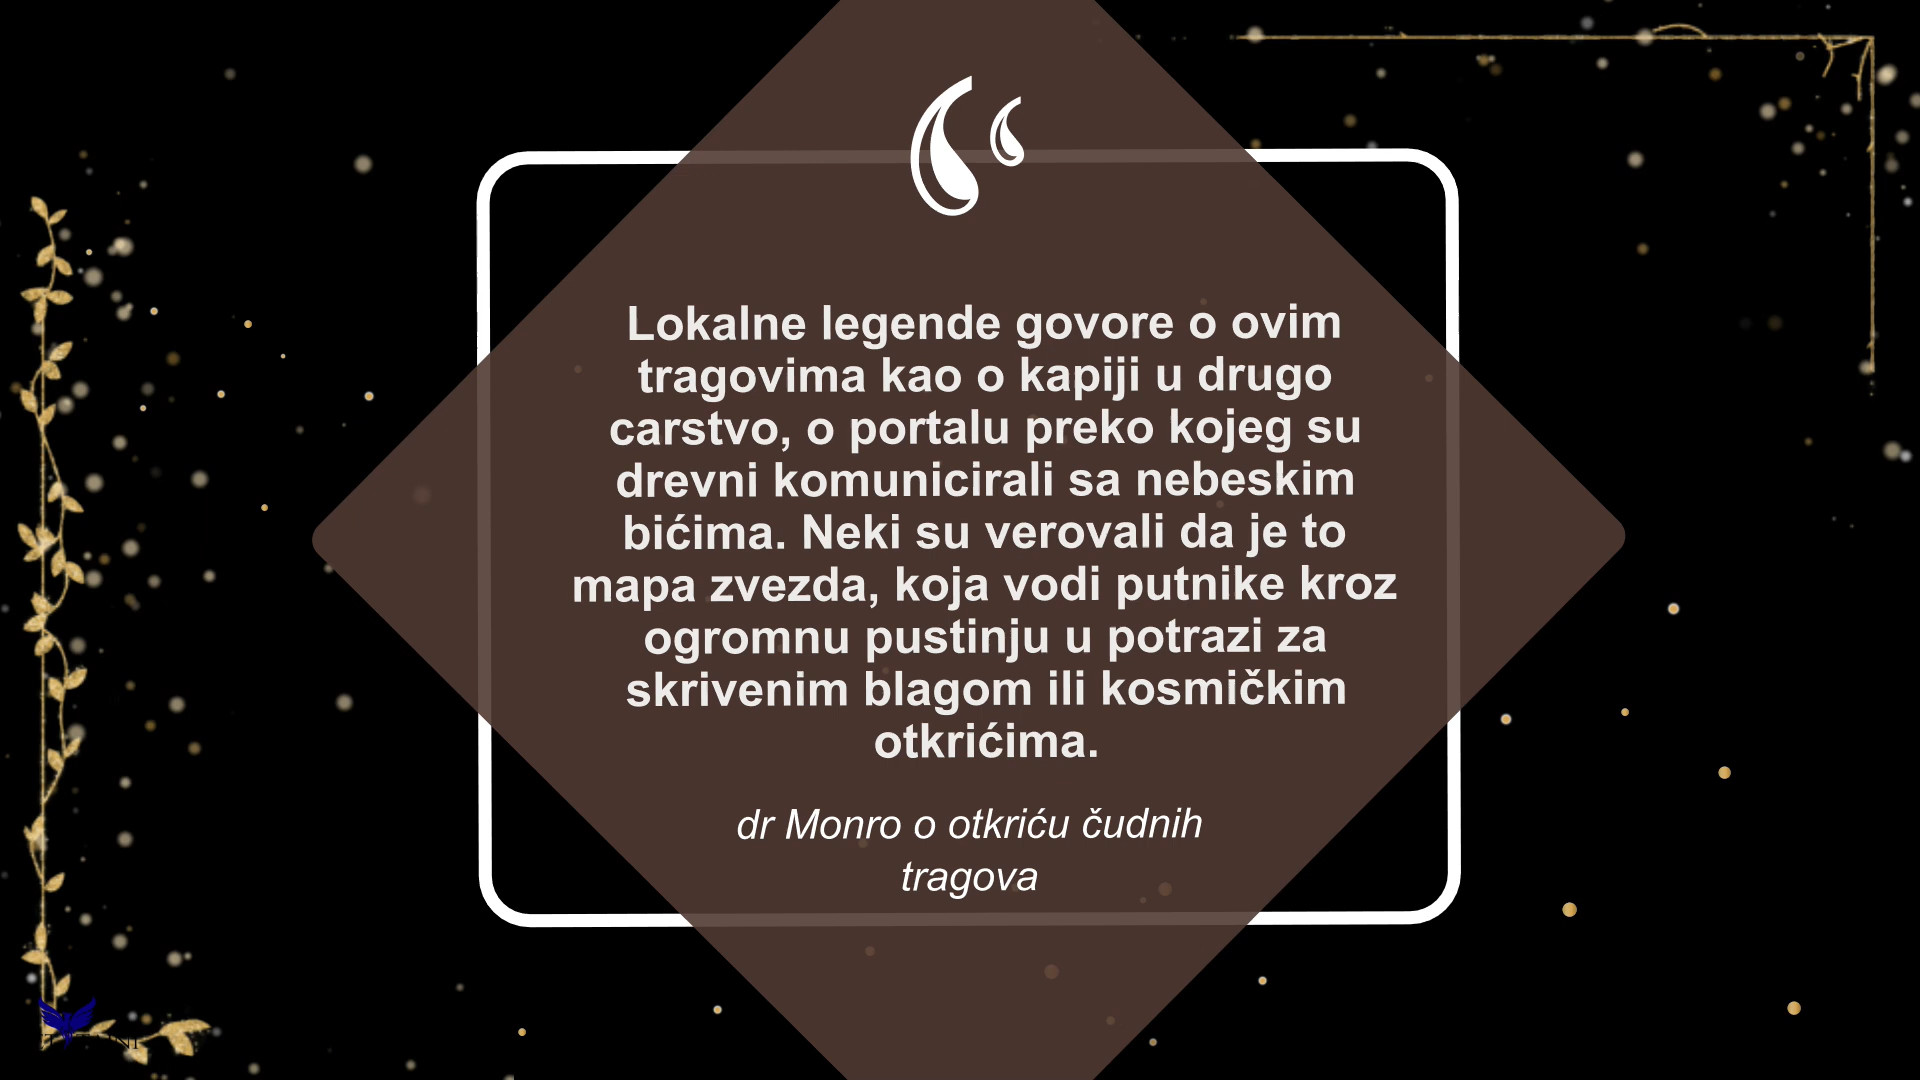 Lokalne legende govore o ovim
tragovima kao o kapiji u drugo
carstvo, o portalu preko kojeg su
drevni komunicirali sa nebeskim
bićima. Neki su verovali da je to
mapa zvezda, koja vodi putnike kroz
ogromnu pustinju u potrazi za
skrivenim blagom ili kosmičkim
otkrićima.
dr Monro o otkriću čudnih
tragova